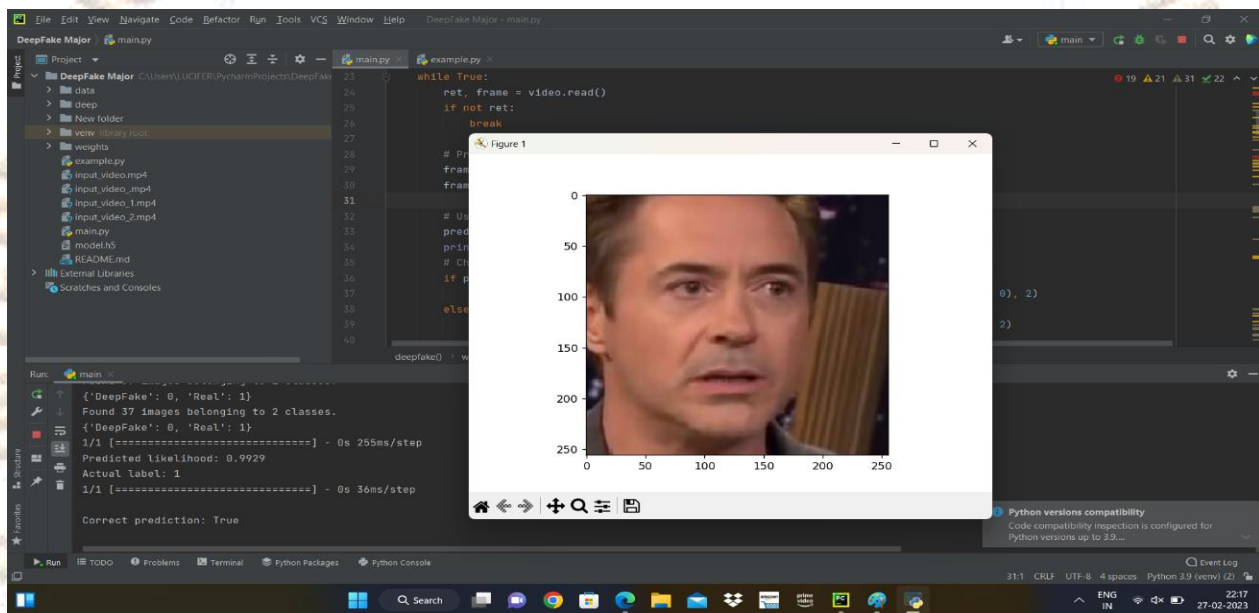 File Edit View Navigate Code Refactor Run Tools VCS Window Help DeepFake Major - main.py
DeepFake Major main.py
main
Project
main.py
example.py
DeepFake Major C:\Users\LUCIFER\PycharmProjects\DeepFake
data
deep
New folder
venv library root
weights
example.py
input_video.mp4
input_video_.mp4
input_video_1.mp4
input_video_2.mp4
main.py
model.h5
README.md
External Libraries
Scratches and Consoles
19 21 31 22
23 while True:
24 ret, frame = video.read()
25 if not ret:
26 break
27
28 # Pr
29 fram
30 fram
31
32 # Us
33 pred
34 prin
35 # Ch
36 if p
37 0), 2)
38 else
39 2)
40
deepfake() w
Figure 1
0
50
100
150
200
250
0 50 100 150 200 250
Run: main
{'DeepFake': 0, 'Real': 1}
Found 37 images belonging to 2 classes.
{'DeepFake': 0, 'Real': 1}
1/1 [==============================] - 0s 255ms/step
Predicted likelihood: 0.9929
Actual label: 1
1/1 [==============================] - 0s 36ms/step
Correct prediction: True
Structure
Favorites
Python versions compatibility
Code compatibility inspection is configured for
Python versions up to 3.9....
Run TODO Problems Terminal Python Packages Python Console Event Log
31:1 CRLF UTF-8 4 spaces Python 3.9 (venv) (2)
Search
ENG
IN
22:17
27-02-2023